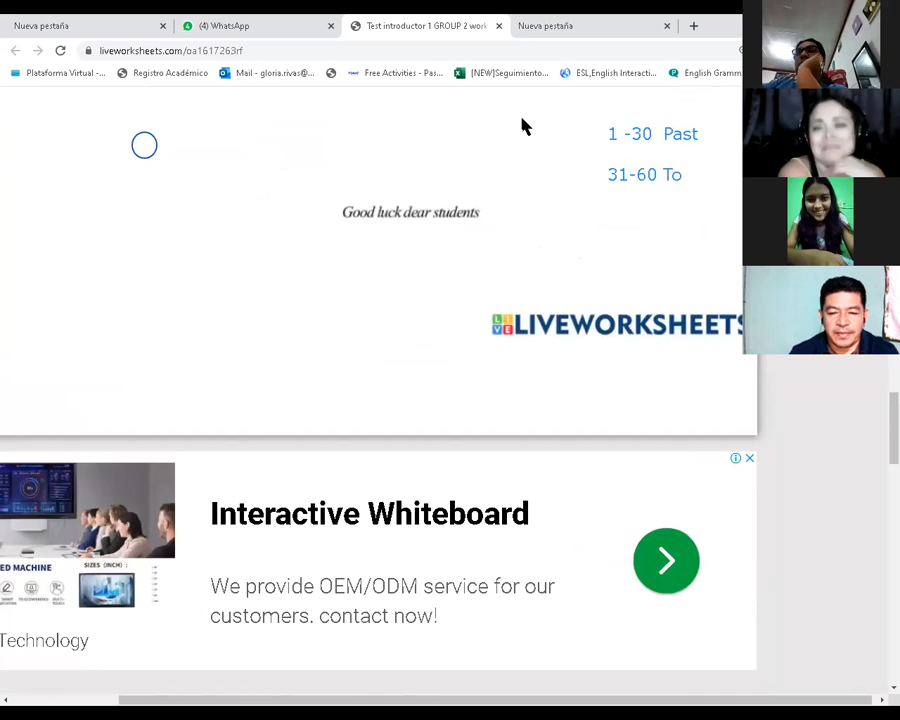 Nueva pestaña
(4) WhatsApp
Test introductor 1 GROUP 2 work
Nueva pestaña
liveworksheets.com/oa1617263rf
Plataforma Virtual -...
Registro Académico
Mail - gloria.rivas@...
Free Activities - Pas...
[NEW]Seguimiento...
ESL,English Interacti...
English Gramm
1 -30 Past
31-60 To
Good luck dear students
LIVE
LIVEWORKSHEETS
ED MACHINE
SIZES (INCH) :
Technology
Interactive Whiteboard
We provide OEM/ODM service for our
customers. contact now!